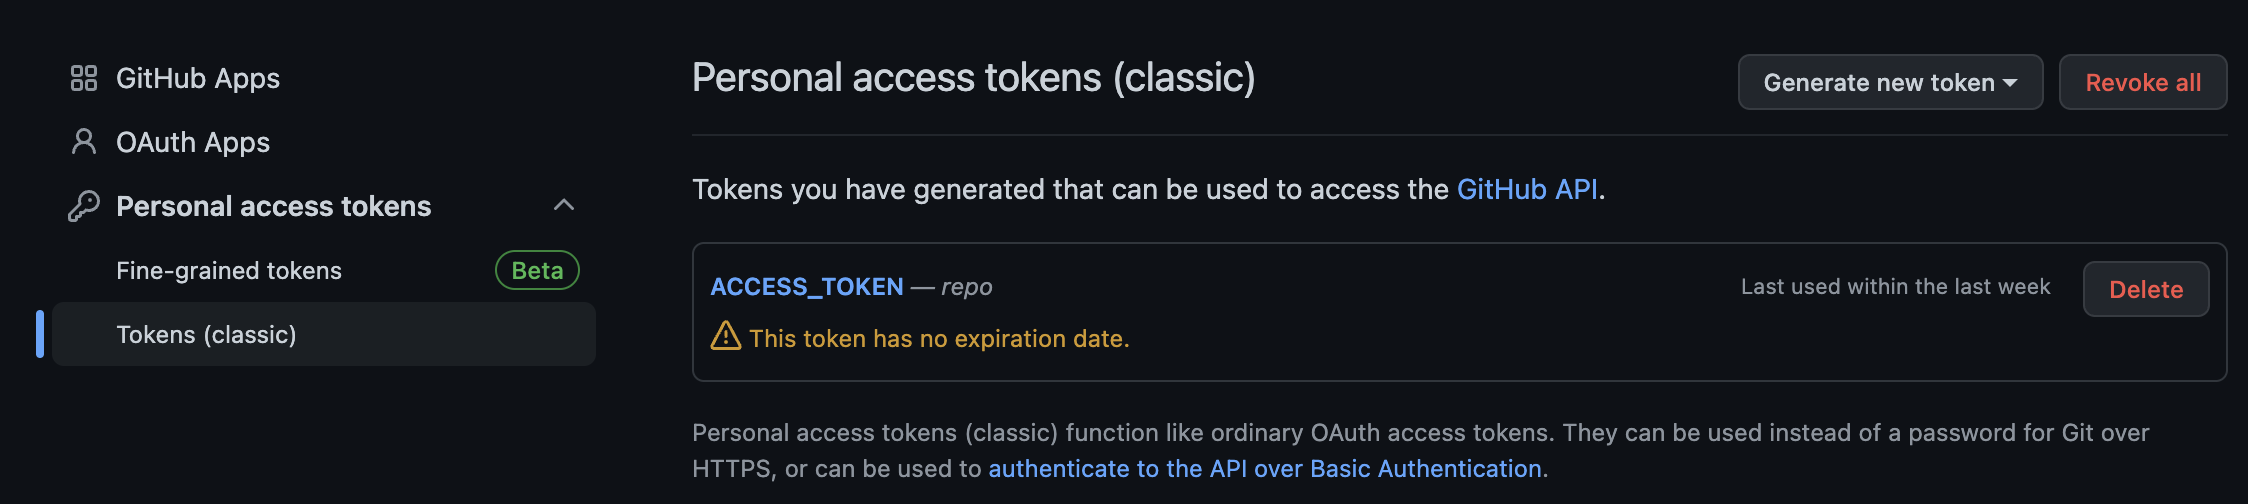 GitHub Apps
OAuth Apps
Personal access tokens
Fine-grained tokens Beta
Tokens (classic)
Personal access tokens (classic)
Generate new token
Revoke all
Tokens you have generated that can be used to access the GitHub API.
ACCESS_TOKEN — repo
Last used within the last week
Delete
This token has no expiration date.
Personal access tokens (classic) function like ordinary OAuth access tokens. They can be used instead of a password for Git over
HTTPS, or can be used to authenticate to the API over Basic Authentication.